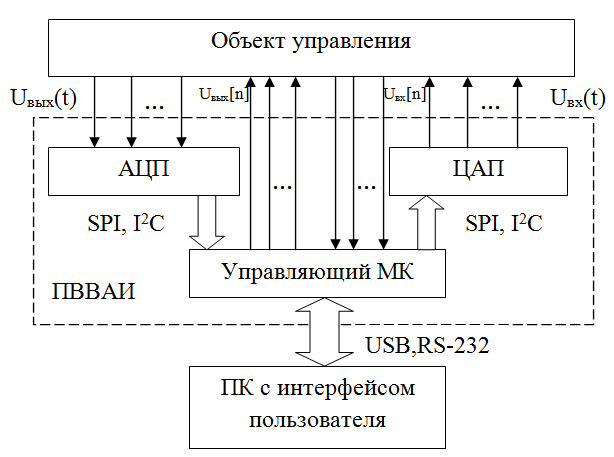 Объект управления
Uвых(t)
...
Uвых[n]
Uвх[n]
...
Uвх(t)
...
...
АЦП
ЦАП
SPI, I²C
SPI, I²C
Управляющий МК
ПВВАИ
USB,RS-232
ПК с интерфейсом
пользователя